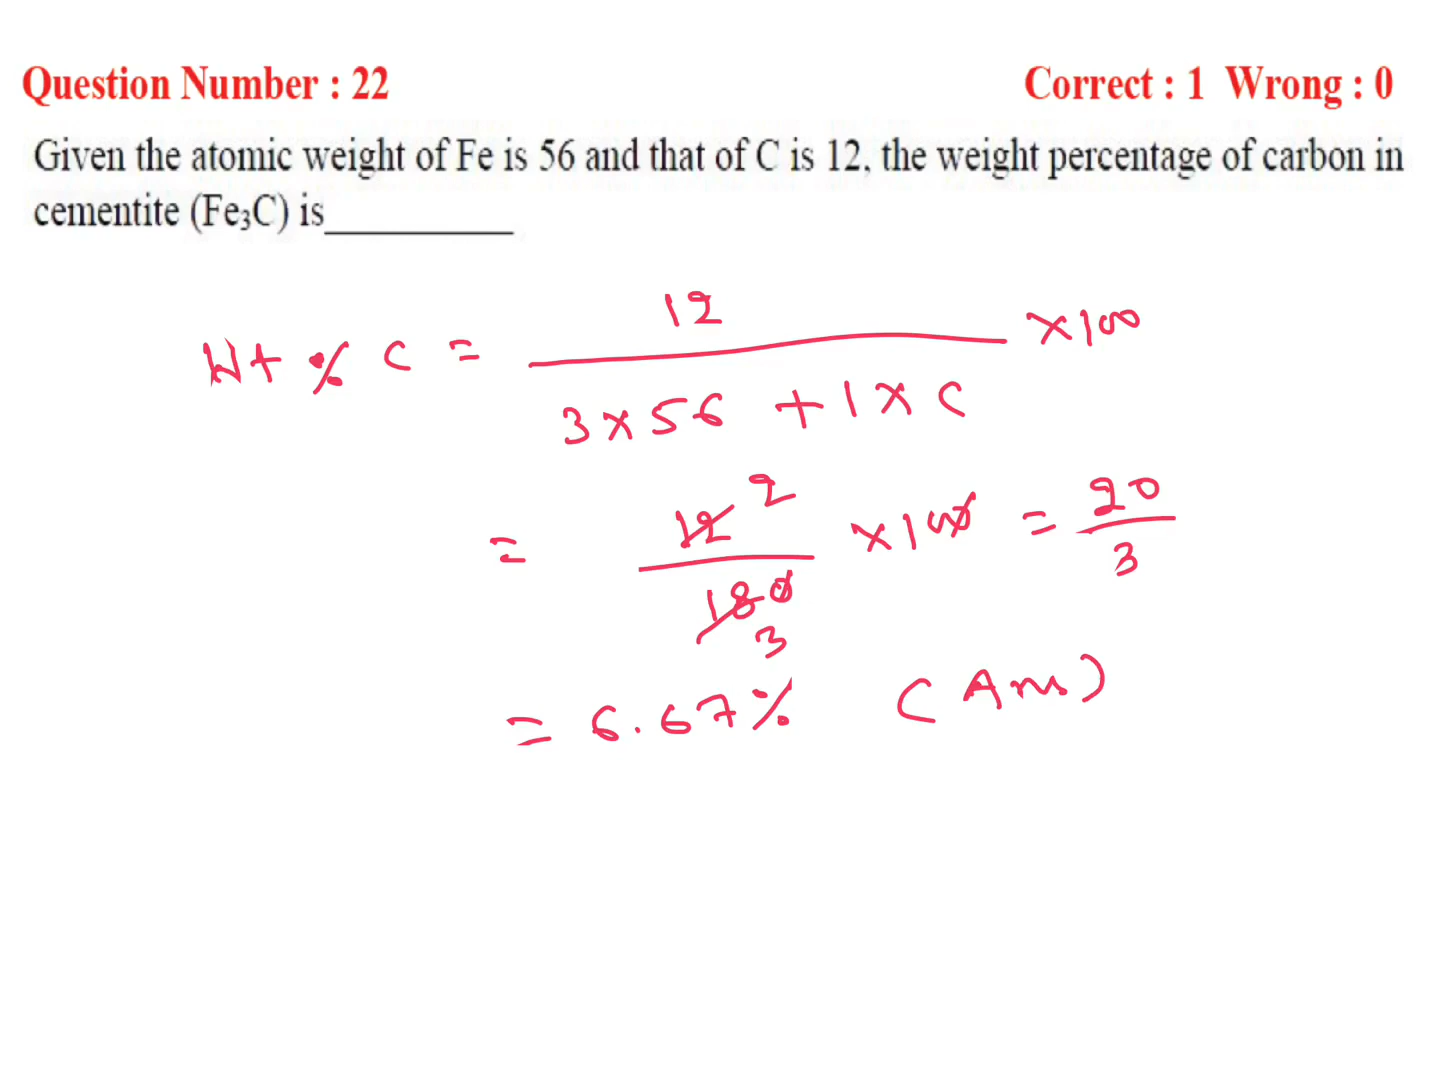 Question Number : 22 Correct : 1 Wrong : 0
Given the atomic weight of Fe is 56 and that of C is 12, the weight percentage of carbon in
cementite (Fe₃C) is__________
12
Wt % C = ×100
3×56 +1×C
12 2
= ×100 = 20/3
180
3
= 6.67% (Ans)